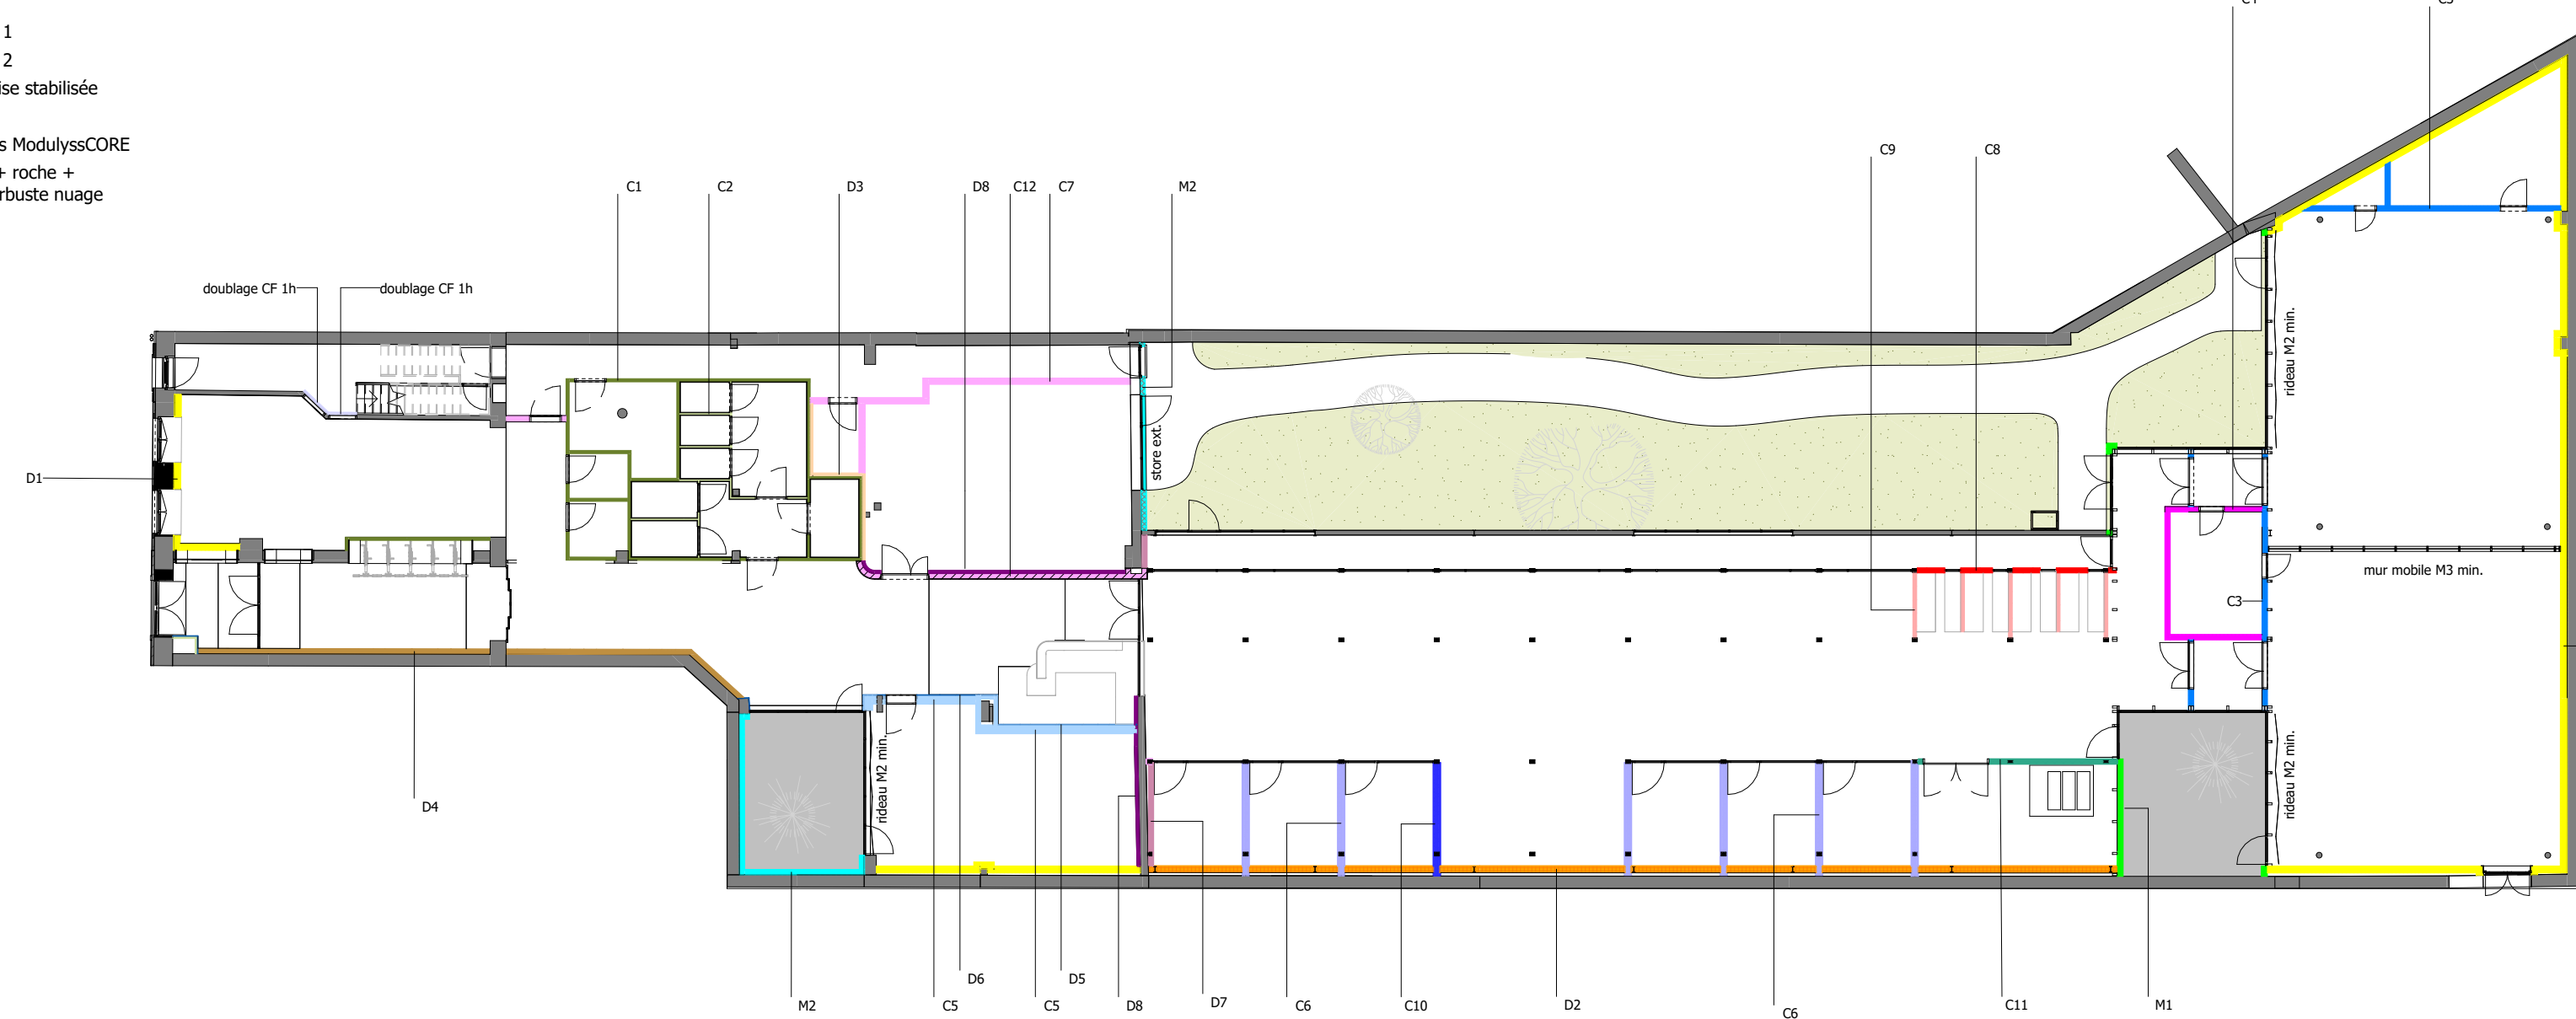 1
2
ise stabilisée
s ModulyssCORE
+ roche +
rbuste nuage
C9
C8
C1
C2
D3
D8
C12
C7
M2
doublage CF 1h
doublage CF 1h
rideau M2 min.
store ext.
D1
mur mobile M3 min.
C3
rideau M2 min.
rideau M2 min.
D4
D6
D5
M2
C5
C5
D8
D7
C6
C10
D2
C6
C11
M1